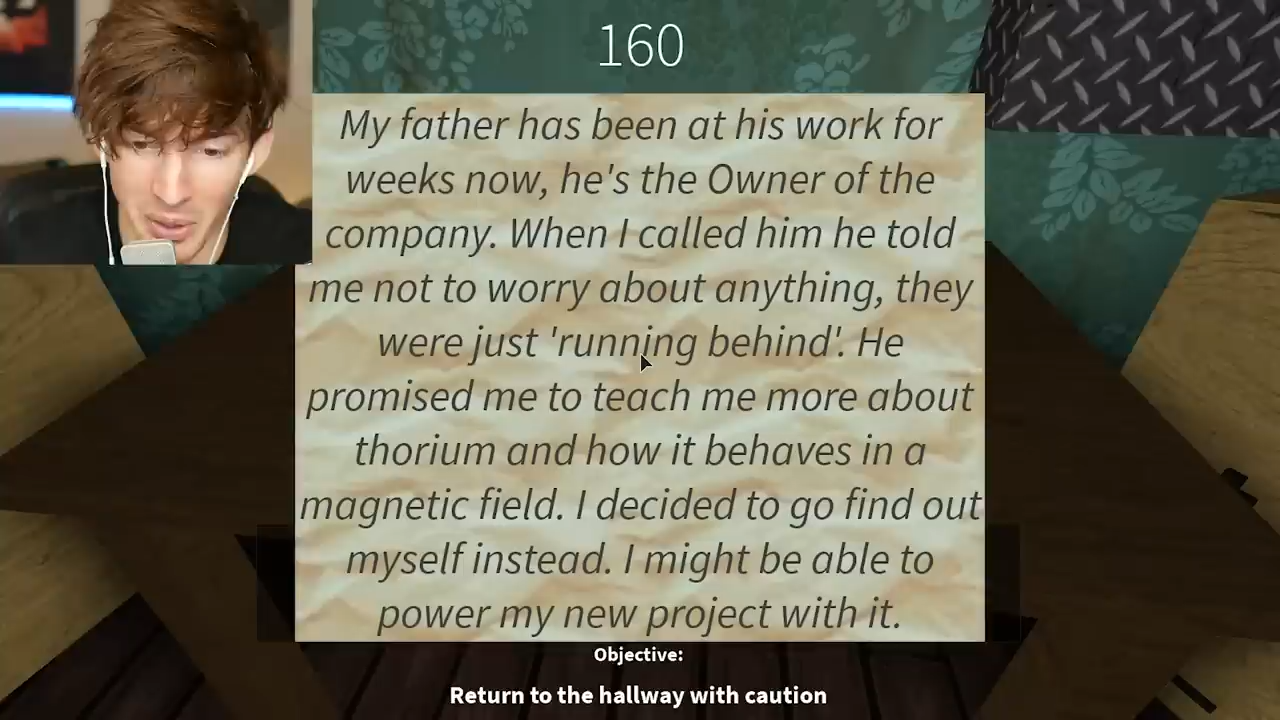 160
My father has been at his work for
weeks now, he's the Owner of the
company. When I called him he told
me not to worry about anything, they
were just 'running behind'. He
promised me to teach me more about
thorium and how it behaves in a
magnetic field. I decided to go find out
myself instead. I might be able to
power my new project with it.
Objective:
Return to the hallway with caution